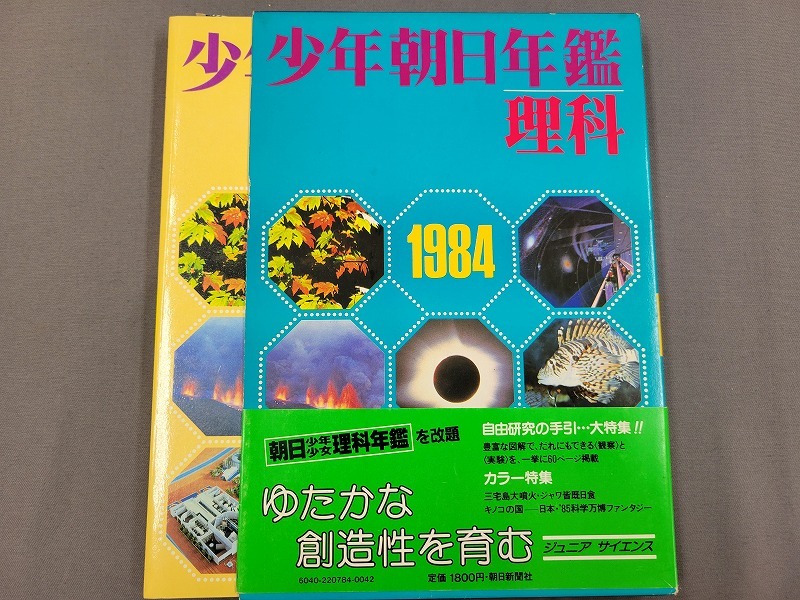 少
少年朝日年鑑
理科
1984
朝日少年少女理科年鑑を改題
自由研究の手引…大特集!!
豊富な図解で、だれにもできる〈観察〉と
〈実験〉を、一挙に60ページ掲載
カラー特集
三宅島大噴火・ジャワ皆既日食
キノコの国──日本・'85科学万博ファンタジー
ゆたかな
創造性を育む
ジュニア サイエンス
6040-220784-0042
定価 1800円・朝日新聞社